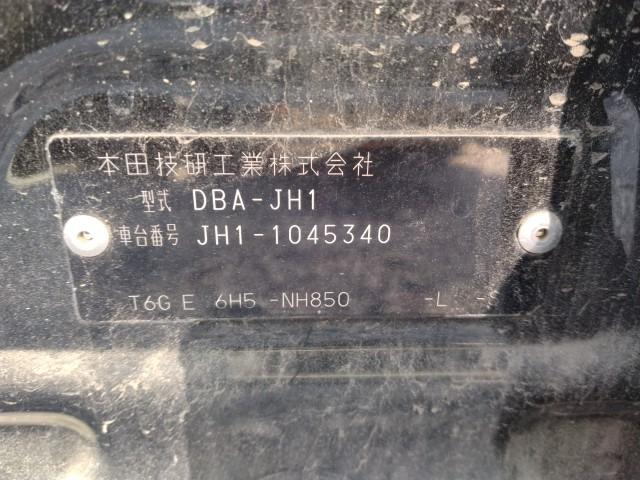 本田技研工業株式会社
型式 DBA-JH1
車台番号 JH1-1045340
T6G E 6H5 -NH850 -L -